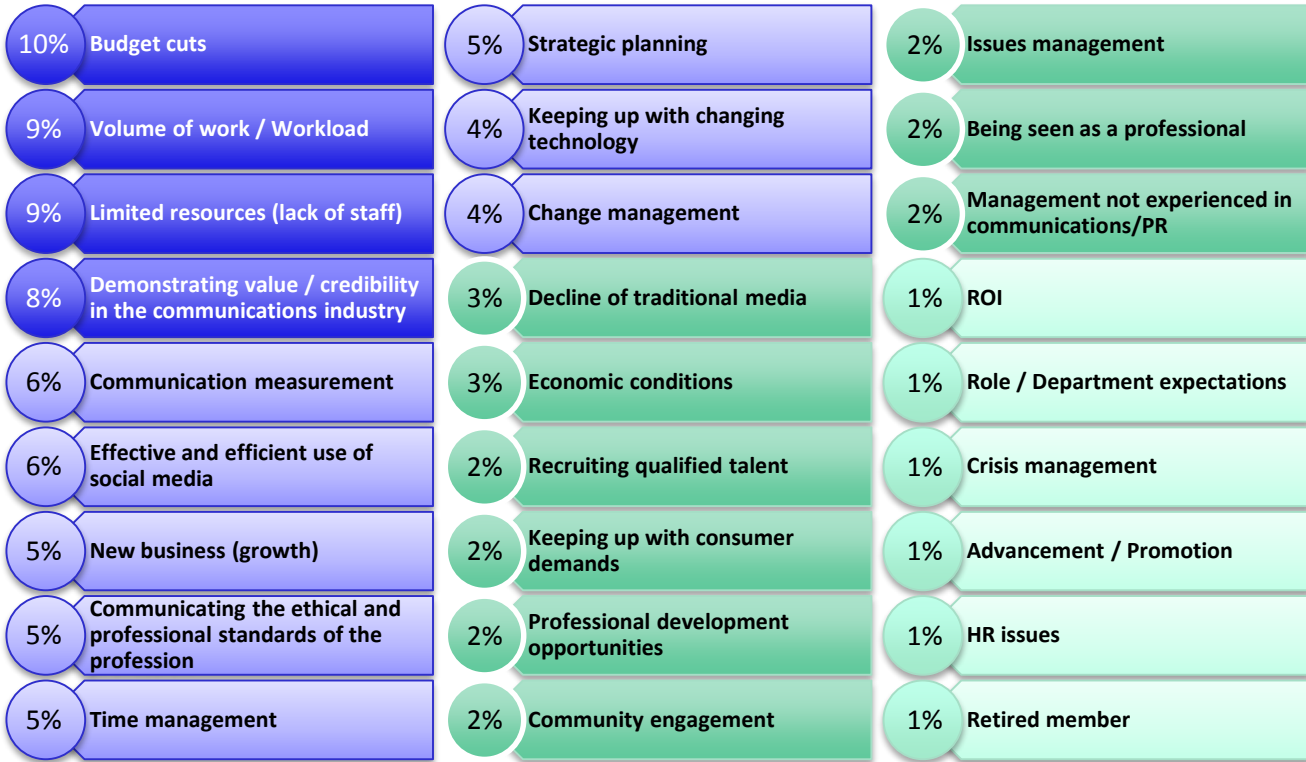 10% Budget cuts
9% Volume of work / Workload
9% Limited resources (lack of staff)
8% Demonstrating value / credibility
in the communications industry
6% Communication measurement
6% Effective and efficient use of
social media
5% New business (growth)
5% Communicating the ethical and
professional standards of the
profession
5% Time management
5% Strategic planning
4% Keeping up with changing
technology
4% Change management
3% Decline of traditional media
3% Economic conditions
2% Recruiting qualified talent
2% Keeping up with consumer
demands
2% Professional development
opportunities
2% Community engagement
2% Issues management
2% Being seen as a professional
2% Management not experienced in
communications/PR
1% ROI
1% Role / Department expectations
1% Crisis management
1% Advancement / Promotion
1% HR issues
1% Retired member